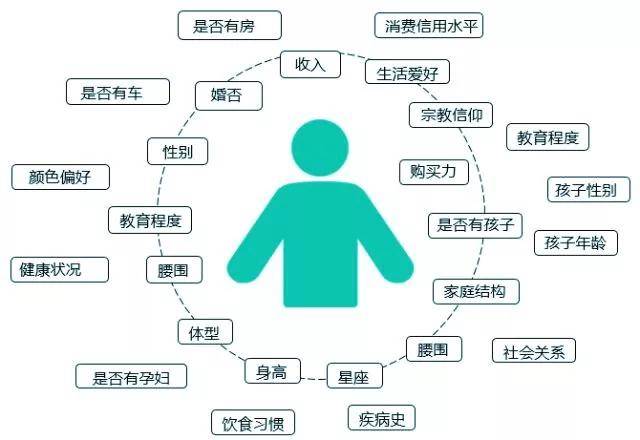 是否有房
消费信用水平
收入
生活爱好
是否有车
婚否
宗教信仰
教育程度
性别
购买力
颜色偏好
孩子性别
教育程度
是否有孩子
孩子年龄
健康状况
腰围
家庭结构
体型
腰围
社会关系
是否有孕妇
身高
星座
饮食习惯
疾病史